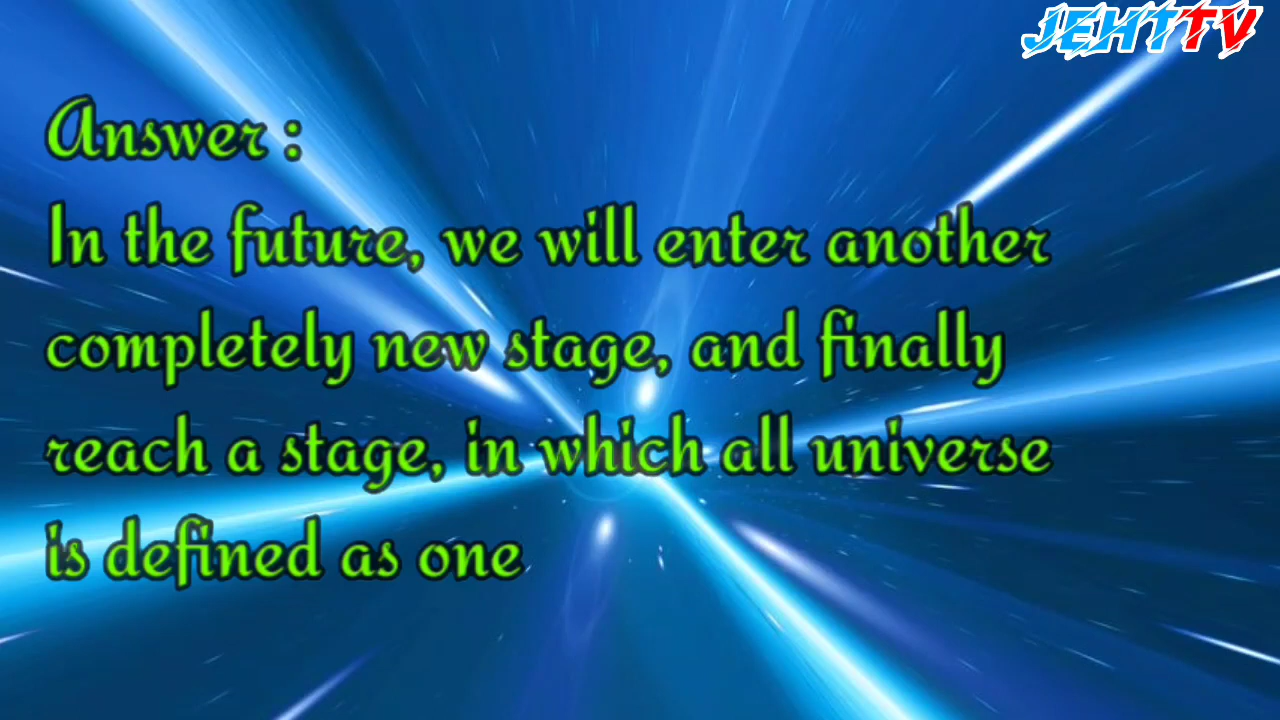 JEHTTV
Answer :
In the future, we will enter another
completely new stage, and finally
reach a stage, in which all universe
is defined as one